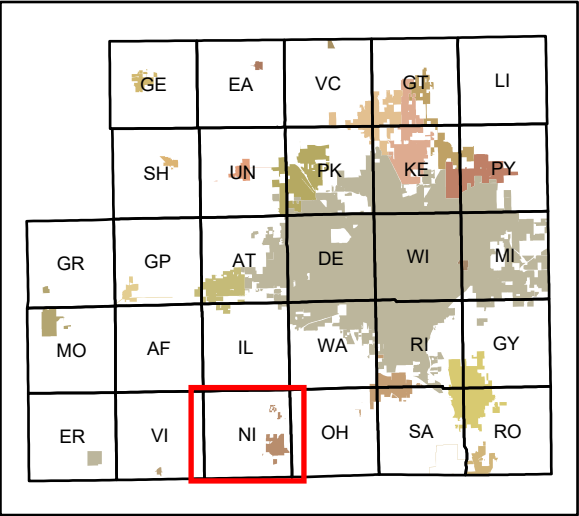 GE EA VC GT LI
SH UN PK KE PY
GR GP AT DE WI MI
MO AF IL WA RI GY
ER VI NI OH SA RO